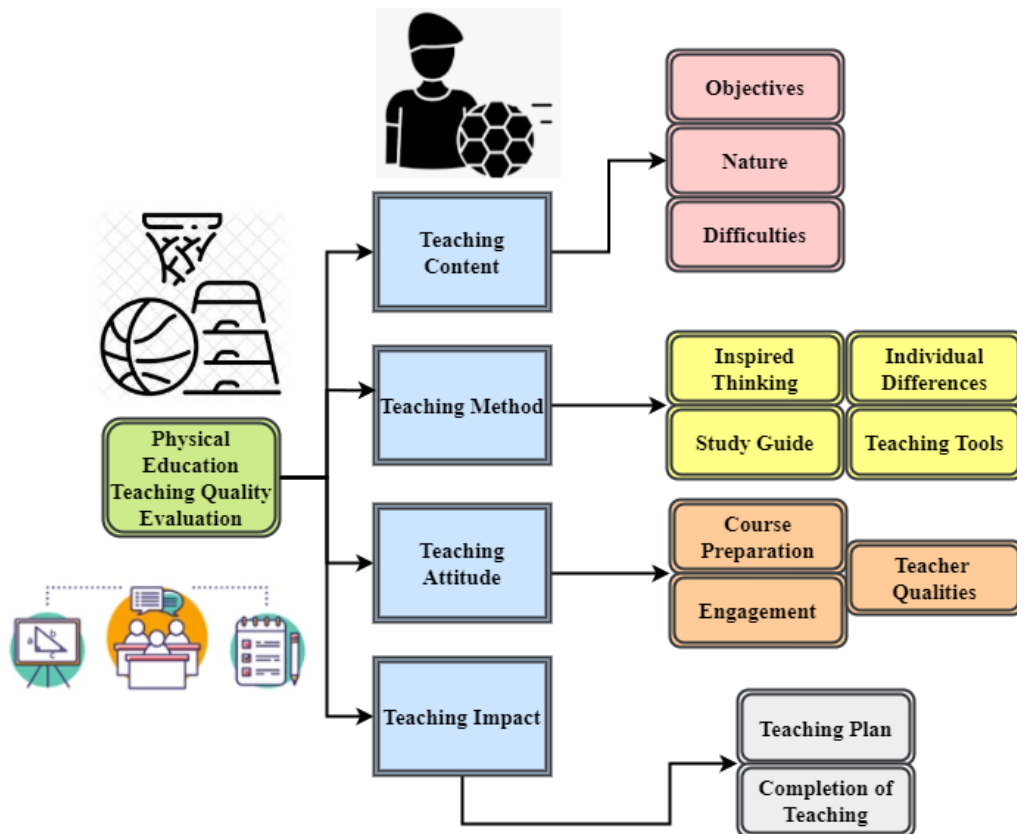 Objectives
Nature
Difficulties
Teaching
Content
Inspired
Thinking
Individual
Differences
Teaching Method
Study Guide
Teaching Tools
Physical
Education
Teaching Quality
Evaluation
Teaching
Attitude
Course
Preparation
Teacher
Qualities
Engagement
a
b
c
Teaching Impact
Teaching Plan
Completion of
Teaching